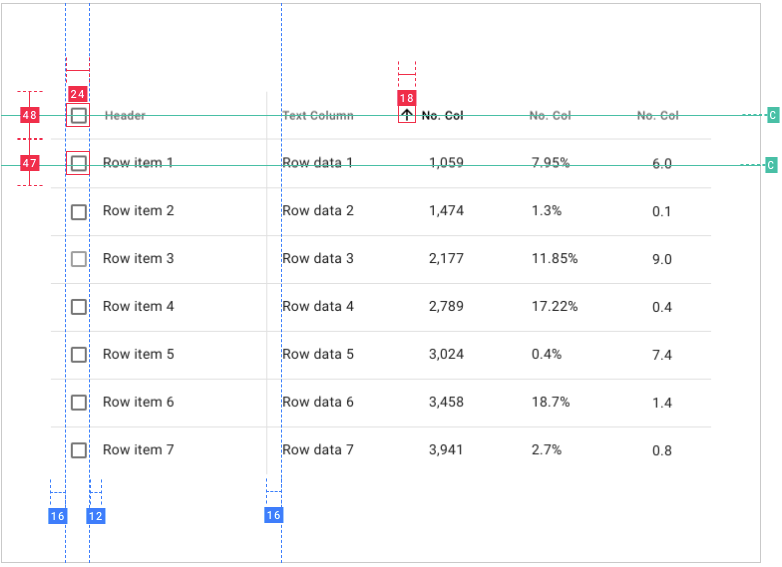 24
18
48 Header Text Column No. Col No. Col No. Col C
47 Row item 1 Row data 1 1,059 7.95% 6.0 C
Row item 2 Row data 2 1,474 1.3% 0.1
Row item 3 Row data 3 2,177 11.85% 9.0
Row item 4 Row data 4 2,789 17.22% 0.4
Row item 5 Row data 5 3,024 0.4% 7.4
Row item 6 Row data 6 3,458 18.7% 1.4
Row item 7 Row data 7 3,941 2.7% 0.8
16 12 16